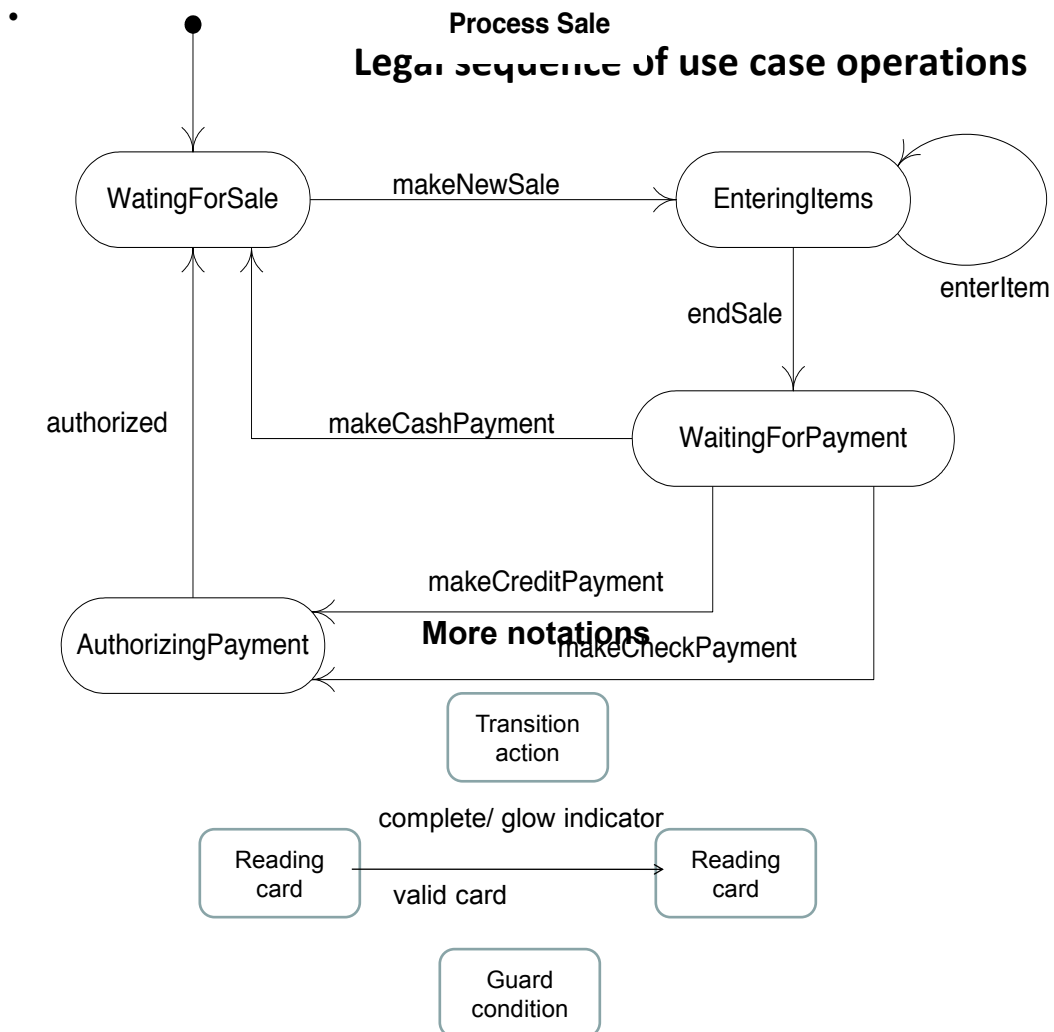 •
Process Sale
Legal sequence of use case operations
WatingForSale
makeNewSale
EnteringItems
enterItem
endSale
authorized
makeCashPayment
WaitingForPayment
makeCreditPayment
AuthorizingPayment
More notations
makeCheckPayment
Transition
action
complete/ glow indicator
Reading
card
valid card
Reading
card
Guard
condition